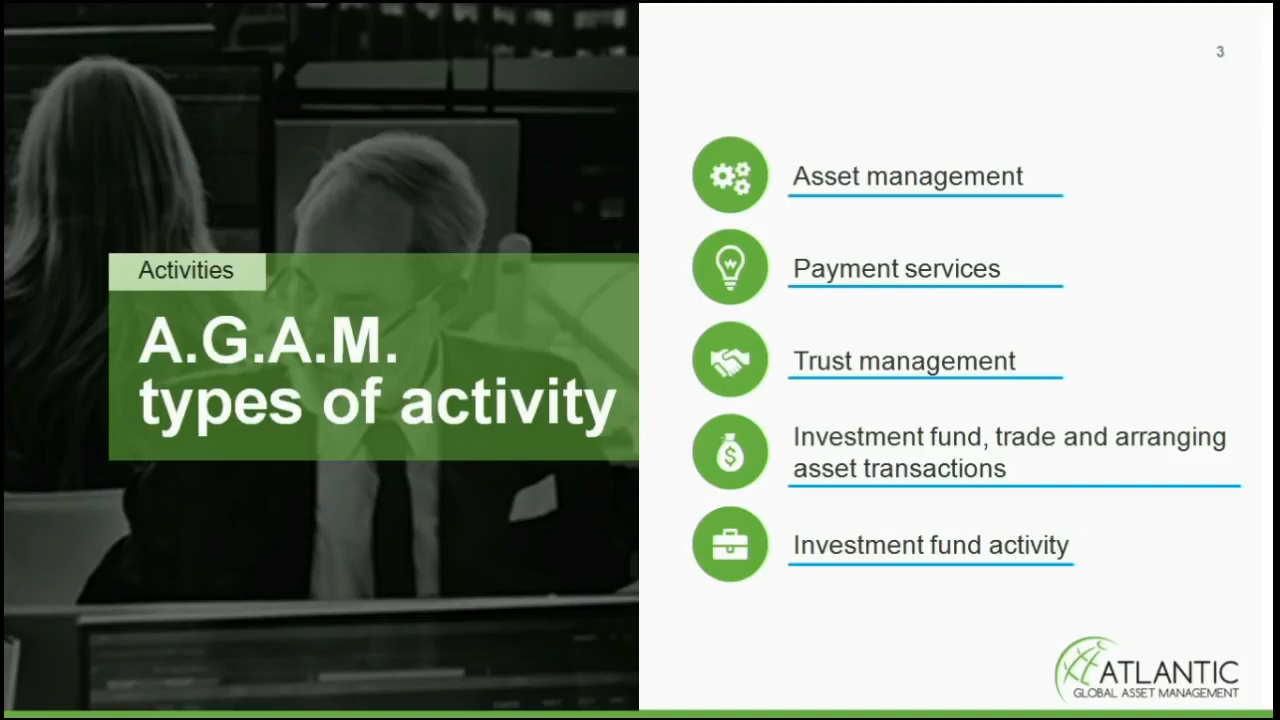 3
Activities
A.G.A.M.
types of activity
Asset management
Payment services
Trust management
Investment fund, trade and arranging
asset transactions
Investment fund activity
ATLANTIC
GLOBAL ASSET MANAGEMENT